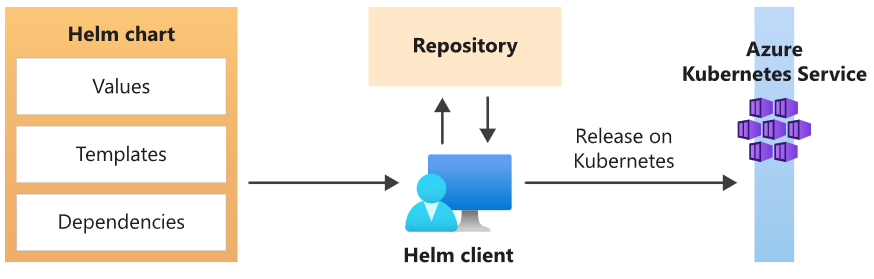 Helm chart
Values
Templates
Dependencies
Repository
Helm client
Release on
Kubernetes
Azure
Kubernetes Service